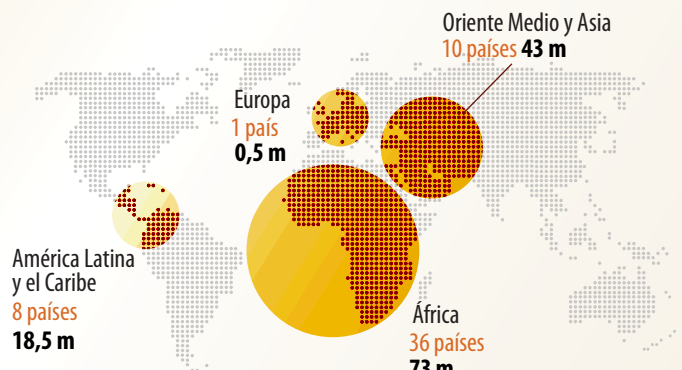 Oriente Medio y Asia
10 países 43 m
Europa
1 país
0,5 m
América Latina
y el Caribe
8 países
18,5 m
África
36 países
73 m